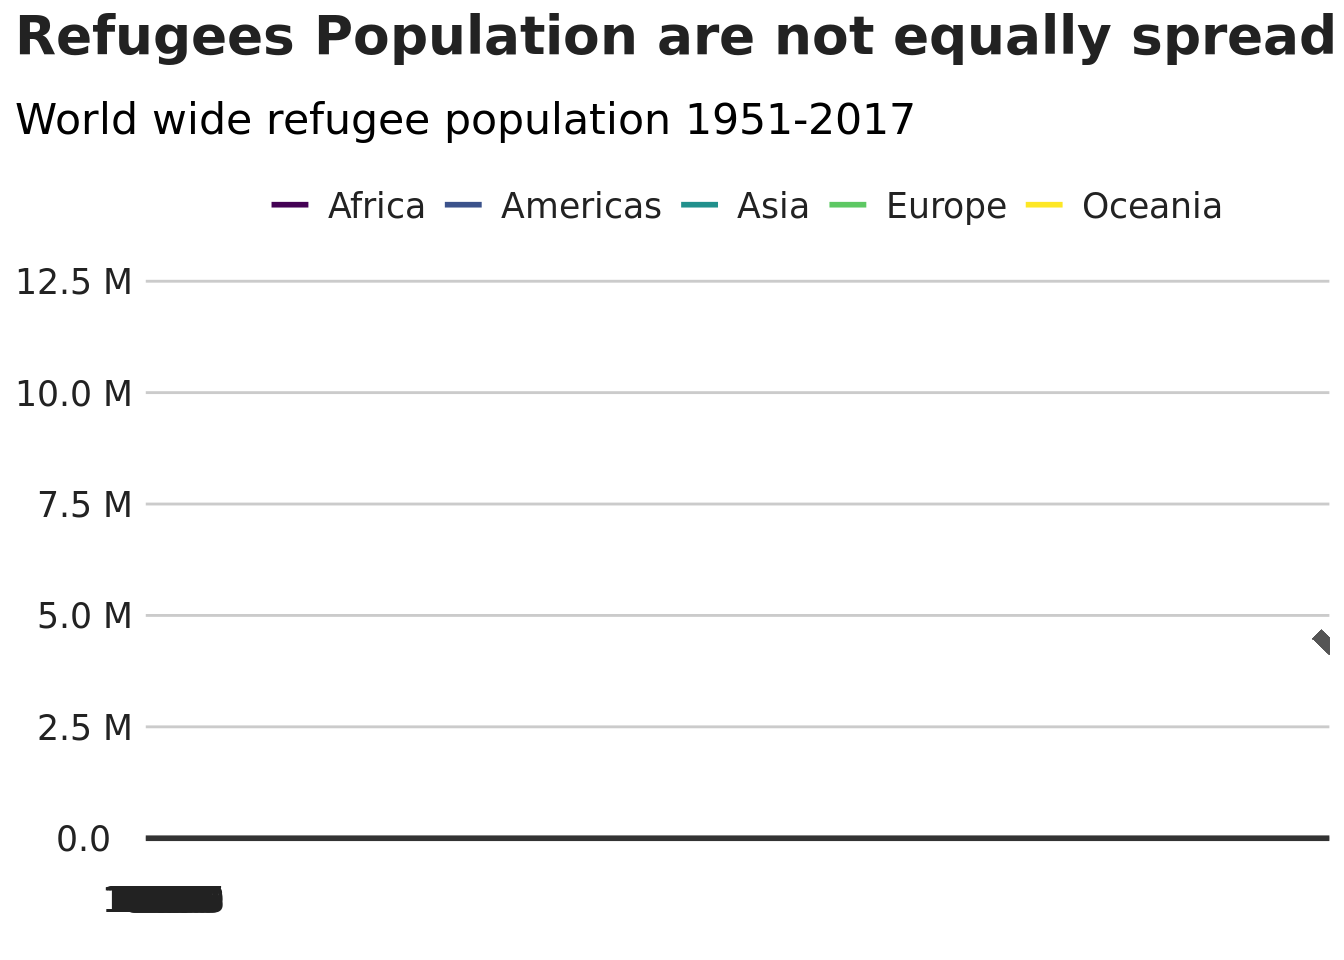 Refugees Population are not equally spread
World wide refugee population 1951-2017
Africa Americas Asia Europe Oceania
12.5 M
10.0 M
7.5 M
5.0 M
2.5 M
0.0